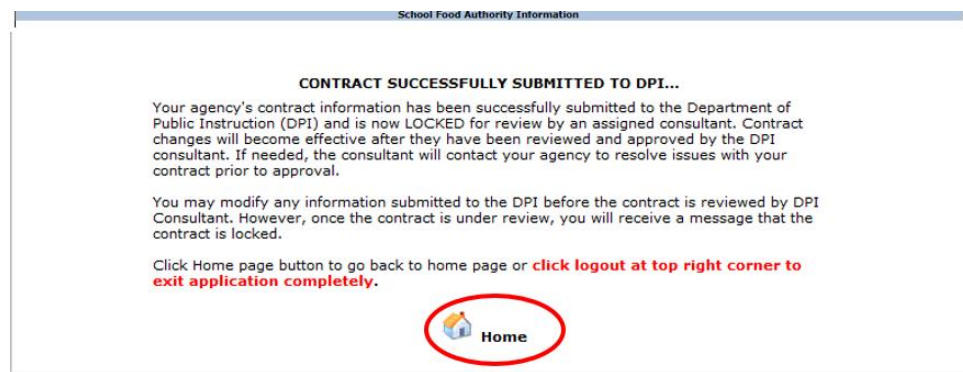 School Food Authority Information
CONTRACT SUCCESSFULLY SUBMITTED TO DPI...
Your agency's contract information has been successfully submitted to the Department of
Public Instruction (DPI) and is now LOCKED for review by an assigned consultant. Contract
changes will become effective after they have been reviewed and approved by the DPI
consultant. If needed, the consultant will contact your agency to resolve issues with your
contract prior to approval.
You may modify any information submitted to the DPI before the contract is reviewed by DPI
Consultant. However, once the contract is under review, you will receive a message that the
contract is locked.
Click Home page button to go back to home page or click logout at top right corner to
exit application completely.
Home